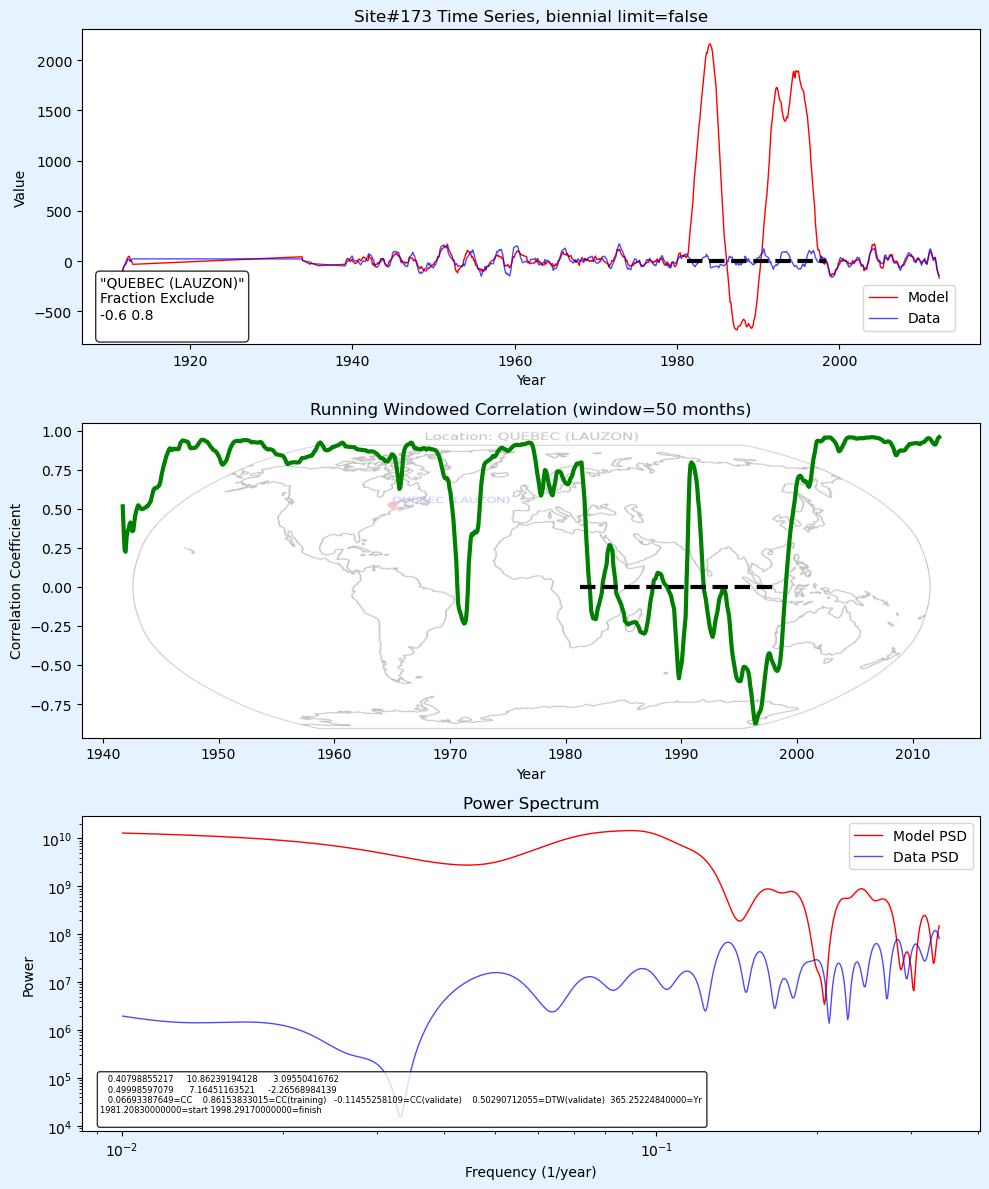 Site#173 Time Series, biennial limit=false
2000
1500
1000
500
0
−500
Value
"QUEBEC (LAUZON)"
Fraction Exclude
-0.6 0.8
Model
Data
1920
1940
1960
1980
2000
Year
Running Windowed Correlation (window=50 months)
Location: QUEBEC (LAUZON)
QUEBEC (LAUZON)
1.00
0.75
0.50
0.25
0.00
−0.25
−0.50
−0.75
Correlation Coefficient
1940
1950
1960
1970
1980
1990
2000
2010
Year
Power Spectrum
Model PSD
Data PSD
10^10
10^9
10^8
10^7
10^6
10^5
10^4
Power
0.40798855217 10.86239194128 3.09550416762
0.49998597079 7.16451163521 -2.26568984139
0.06693387649=CC 0.86153833015=CC(training) -0.11455258109=CC(validate) 0.50290712055=DTW(validate) 365.25224840000=Yr
1981.20830000000=start 1998.29170000000=finish
10^−2
10^−1
Frequency (1/year)